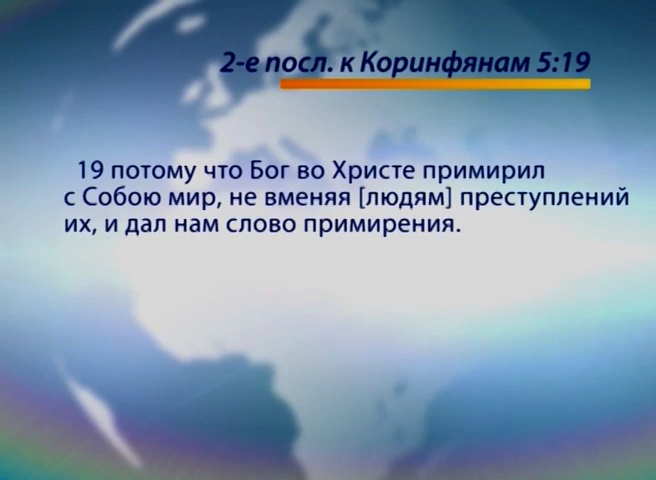 2-е посл. к Коринфянам 5:19
19 потому что Бог во Христе примирил
с Собою мир, не вменяя [людям] преступлений
их, и дал нам слово примирения.